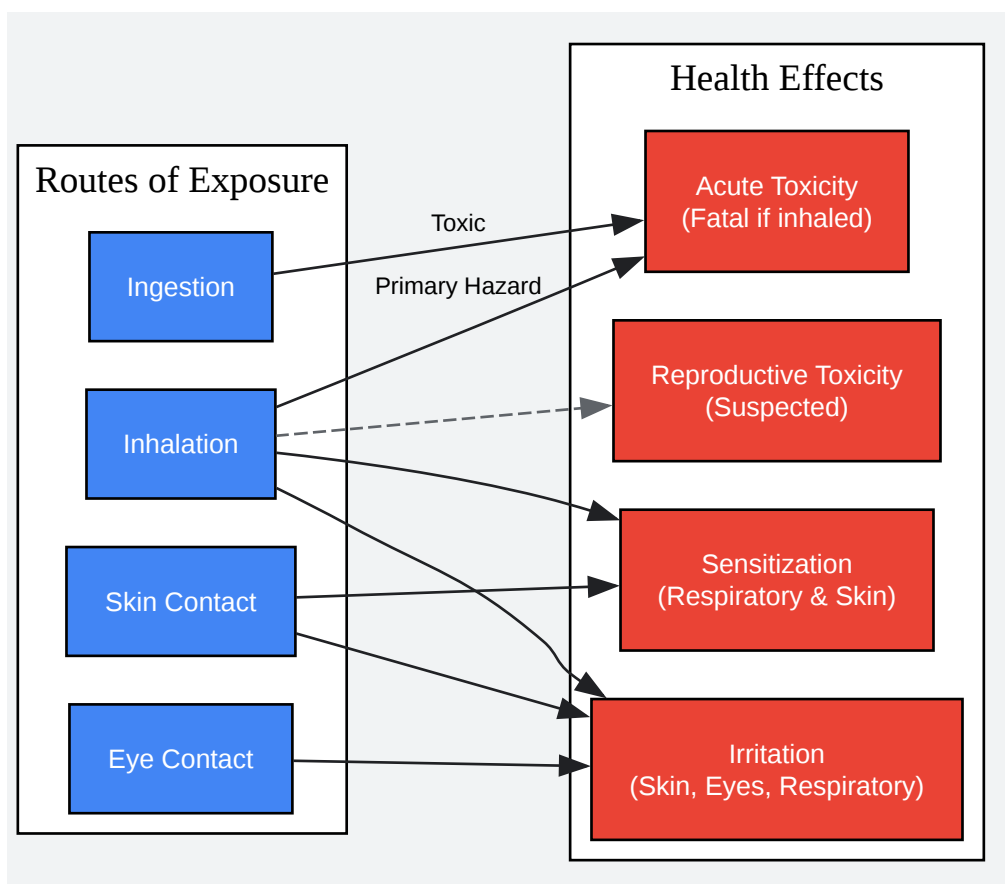 Routes of Exposure
Ingestion
Inhalation
Skin Contact
Eye Contact
Toxic
Primary Hazard
Health Effects
Acute Toxicity
(Fatal if inhaled)
Reproductive Toxicity
(Suspected)
Sensitization
(Respiratory & Skin)
Irritation
(Skin, Eyes, Respiratory)